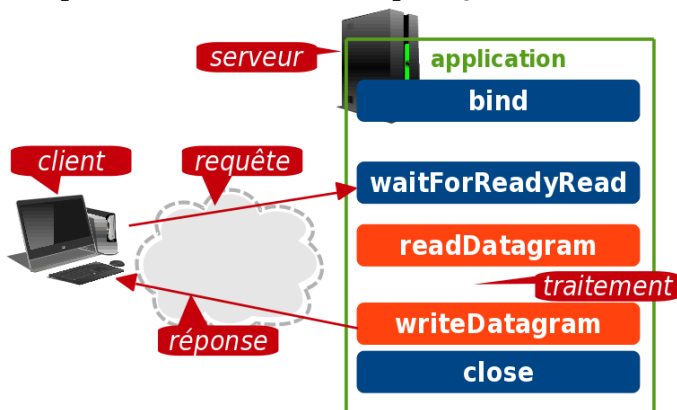 serveur
application
bind
client
requête
waitForReadyRead
readDatagram
traitement
writeDatagram
réponse
close